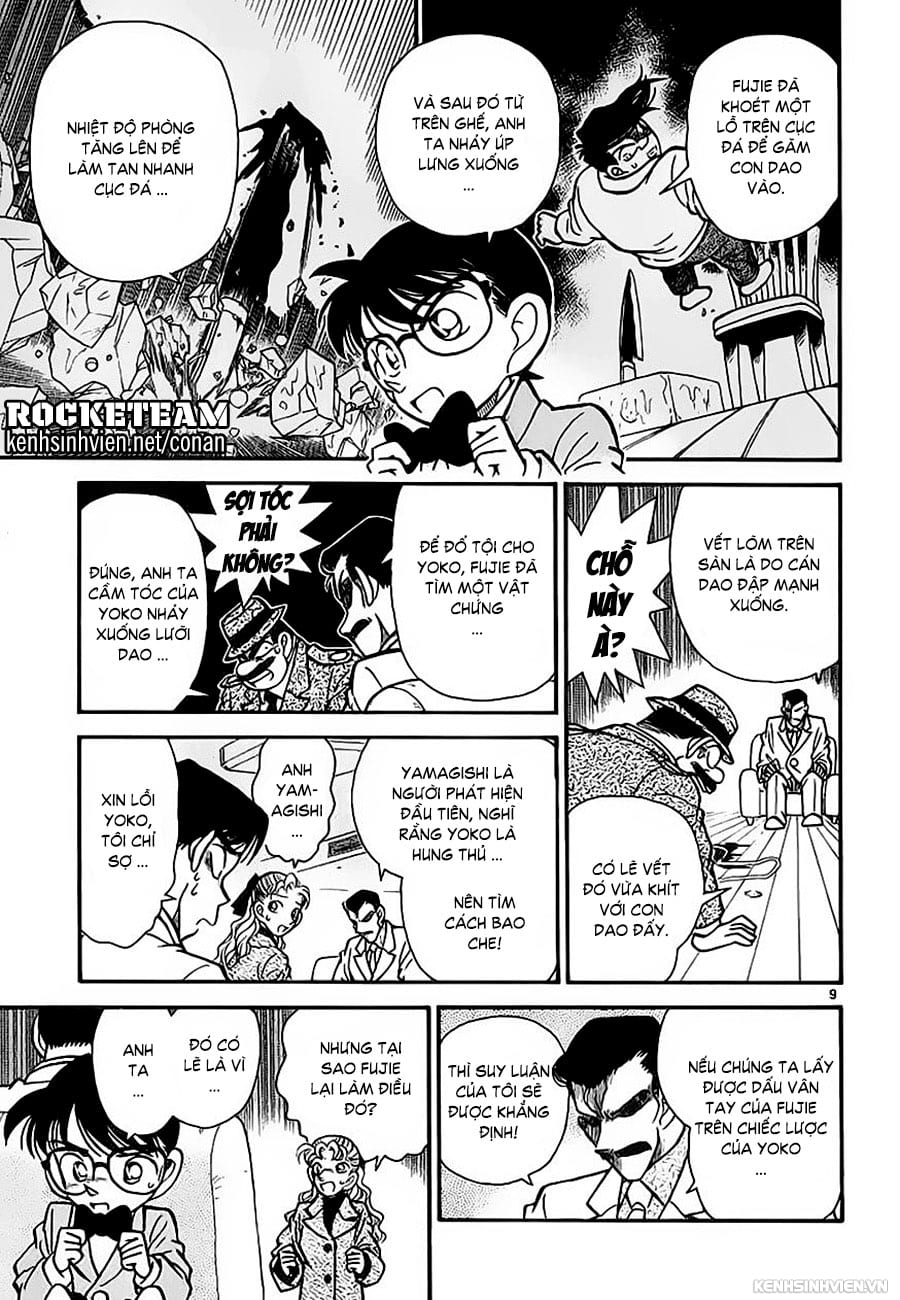 FUJIE ĐÃ
KHOÉT MỘT
LỖ TRÊN CỤC
ĐÁ ĐỂ GĂM
CON DAO
VÀO.
VÀ SAU ĐÓ TỪ
TRÊN GHẾ, ANH
TA NHẢY ÚP
LƯNG XUỐNG
...
NHIỆT ĐỘ PHÒNG
TĂNG LÊN ĐỂ
LÀM TAN NHANH
CỤC ĐÁ ...
ROCKETEAM
kenhsinhvien.net/conan
VẾT LÕM TRÊN
SÀN LÀ DO CÁN
DAO ĐẬP MẠNH
XUỐNG.
CHỖ
NÀY
À?
CÓ LẼ VẾT
ĐÓ VỪA KHÍT
VỚI CON
DAO ĐẤY.
ĐỂ ĐỔ TỘI CHO
YOKO, FUJIE ĐÃ
TÌM MỘT VẬT
CHỨNG
...
SỢI TÓC
PHẢI
KHÔNG?
ĐÚNG, ANH TA
CẦM TÓC CỦA
YOKO NHẢY
XUỐNG LƯỠI
DAO ...
YAMAGISHI LÀ
NGƯỜI PHÁT HIỆN
ĐẦU TIÊN, NGHĨ
RẰNG YOKO LÀ
HUNG THỦ ...
NÊN TÌM
CÁCH BAO
CHE!
ANH
YAM-
AGISHI
...
XIN LỖI
YOKO,
TÔI CHỈ
SỢ ...
9
NẾU CHÚNG TA LẤY
ĐƯỢC DẤU VÂN
TAY CỦA FUJIE
TRÊN CHIẾC LƯỢC
CỦA YOKO
...
THÌ SUY LUẬN
CỦA TÔI SẼ
ĐƯỢC KHẲNG
ĐỊNH!
NHƯNG TẠI
SAO FUJIE
LẠI LÀM ĐIỀU
ĐÓ?
ĐÓ CÓ
LẼ LÀ VÌ
...
ANH
TA ...
KENHSINHVIEN.VN